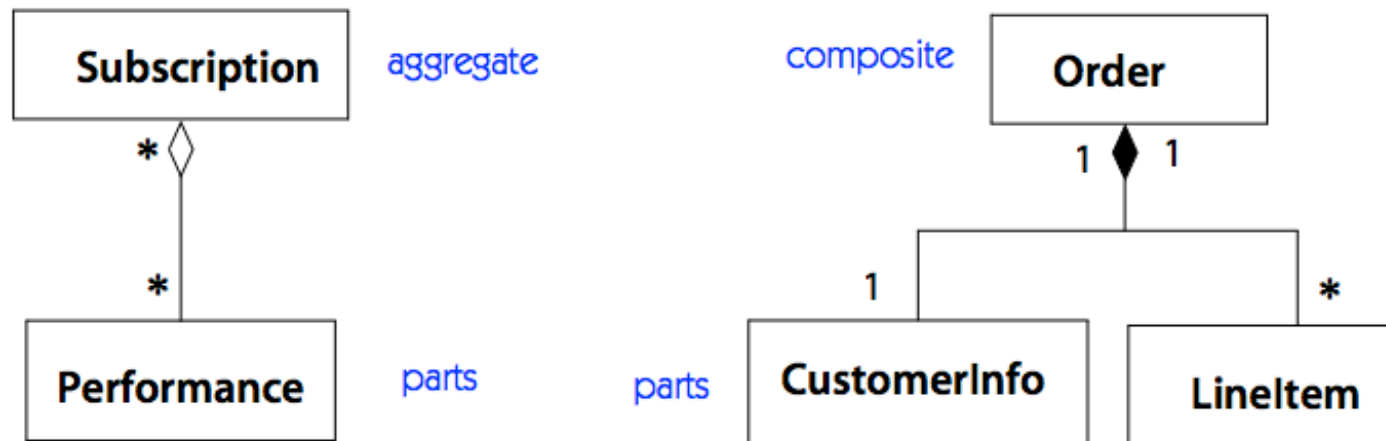 Subscription
aggregate
*
*
Performance
parts
composite
Order
1
1
1
*
parts
CustomerInfo
LineItem